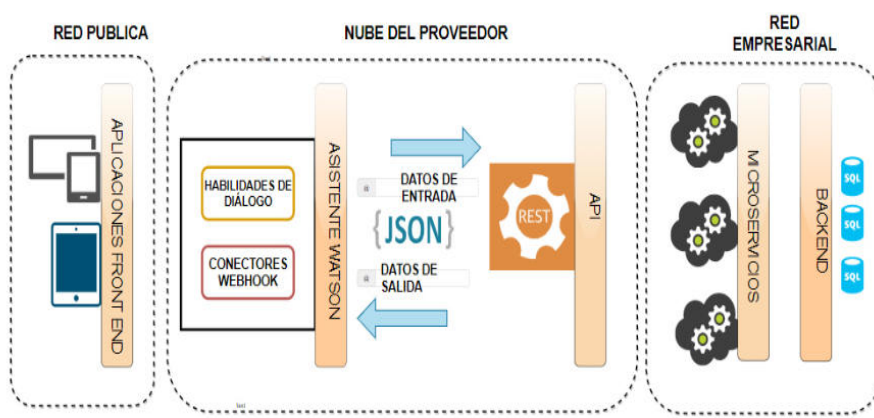 RED PUBLICA
NUBE DEL PROVEEDOR
RED
EMPRESARIAL
APLICACIONES FRONT END
HABILIDADES DE
DIÁLOGO
CONECTORES
WEBHOOK
ASISTENTE WATSON
DATOS DE
ENTRADA
{JSON}
DATOS DE
SALIDA
REST
API
MICROSERVICIOS
BACKEND
SQL
SQL
SQL